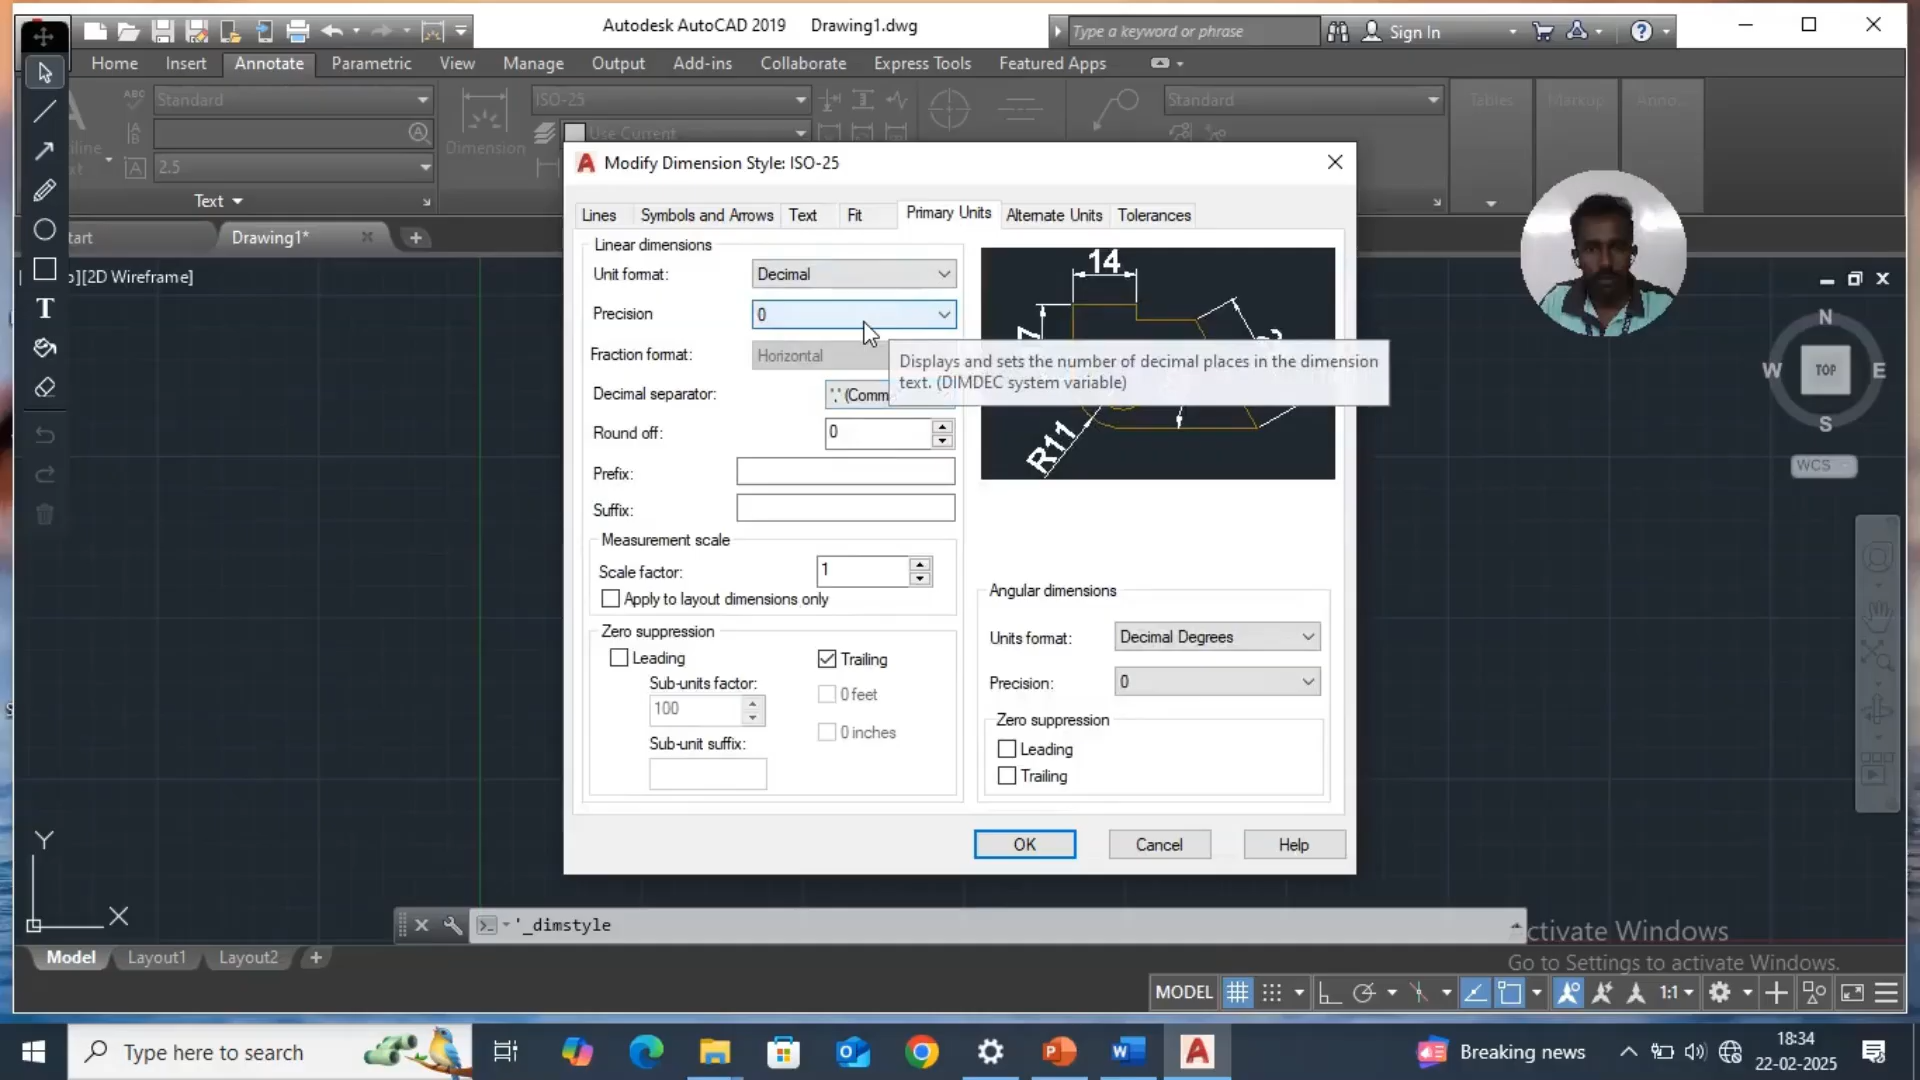 Autodesk AutoCAD 2019 Drawing1.dwg
Type a keyword or phrase
Sign In
Home Insert Annotate Parametric View Manage Output Add-ins Collaborate Express Tools Featured Apps
Standard
ISO-25
Standard
Tables
Markup
Use Current
Dimension
2.5
Text
Drawing1*
[2D Wireframe]
Modify Dimension Style: ISO-25
Lines Symbols and Arrows Text Fit Primary Units Alternate Units Tolerances
Linear dimensions
Unit format: Decimal
Precision 0
Fraction format: Horizontal
Decimal separator: ',' (Comm
Round off: 0
Prefix:
Suffix:
Measurement scale
Scale factor: 1
Apply to layout dimensions only
Zero suppression
Leading
Trailing
Sub-units factor:
100
0 feet
0 inches
Sub-unit suffix:
14
R11
Displays and sets the number of decimal places in the dimension
text. (DIMDEC system variable)
Angular dimensions
Units format: Decimal Degrees
Precision: 0
Zero suppression
Leading
Trailing
OK Cancel Help
N
W TOP E
S
WCS
Y
X
'_dimstyle
Activate Windows
Go to Settings to activate Windows.
Model Layout1 Layout2
MODEL
1:1
Type here to search
Breaking news
18:34
22-02-2025